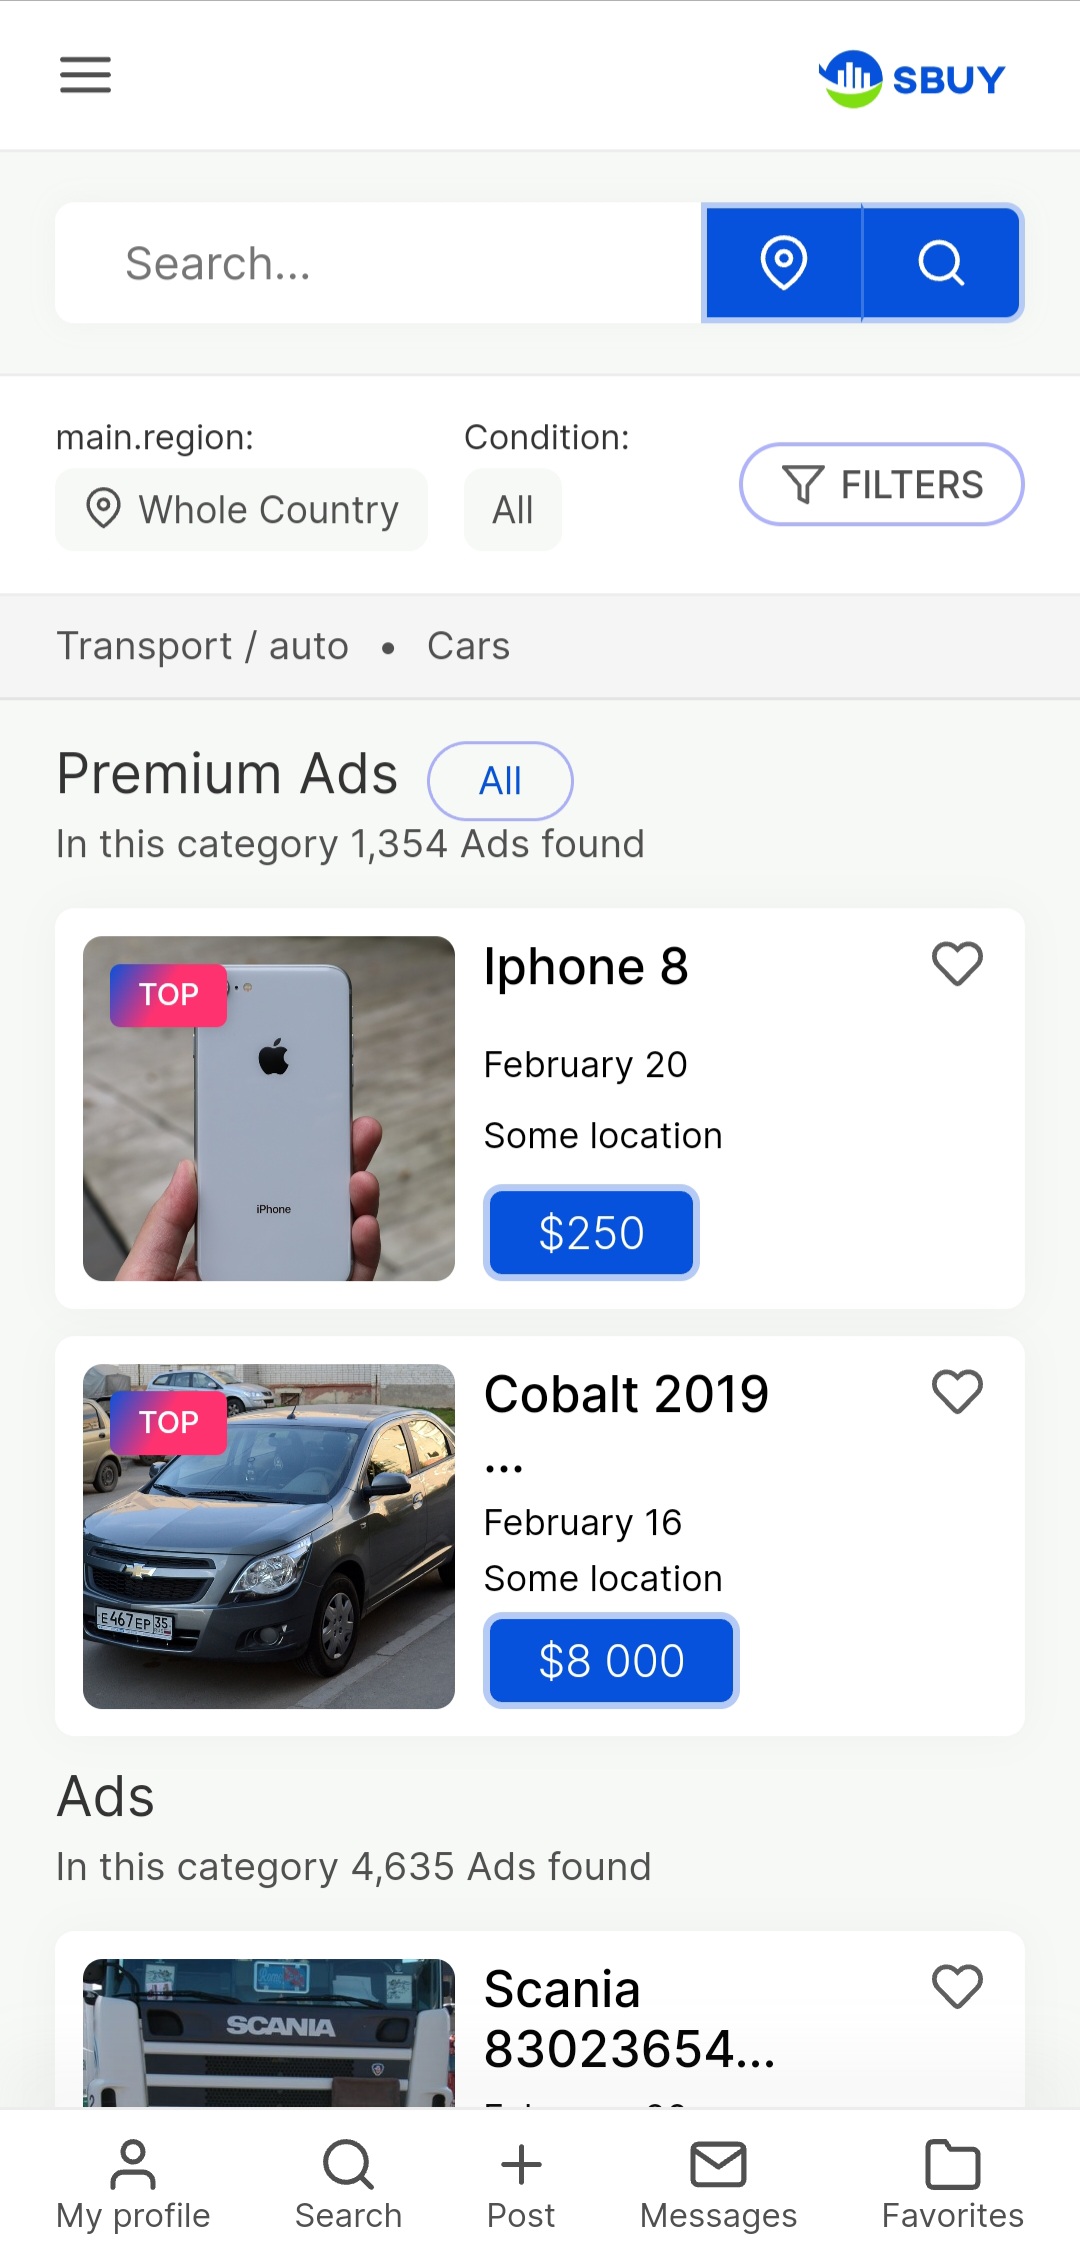 SBUY
Search...
main.region:
Condition:
Whole Country
All
FILTERS
Transport / auto • Cars
Premium Ads
All
In this category 1,354 Ads found
TOP
iPhone
Iphone 8
February 20
Some location
$250
TOP
E467EP 35
Cobalt 2019
...
February 16
Some location
$8 000
Ads
In this category 4,635 Ads found
SCANIA
Scania
83023654...
My profile
Search
Post
Messages
Favorites